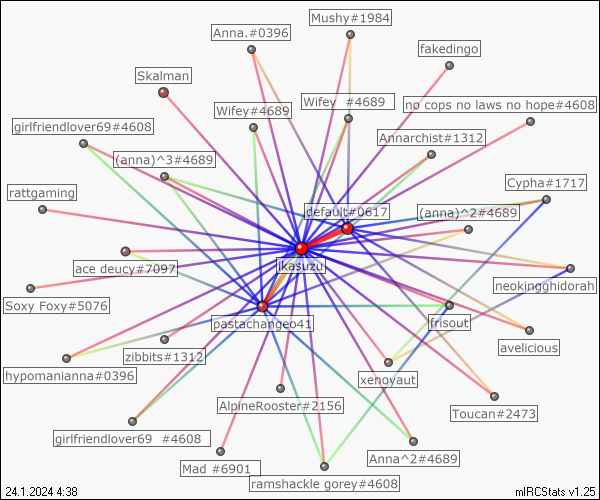 Mushy#1984
Anna.#0396
fakedingo
Skalman
no cops no laws no hope#4608
Wifey  #4689
Wifey#4689
girlfriendlover69#4608
Annarchist#1312
(anna)^3#4689
Cypha#1717
rattgaming
default#0617
(anna)^2#4689
jkasuzu
ace deucy#7097
neokingghidorah
Soxy Foxy#5076
pastachangeo41
frisout
avelicious
zibbits#1312
hypomanianna#0396
xenoyaut
AlpineRooster#2156
Toucan#2473
girlfriendlover69  #4608
Anna^2#4689
Mad #6901
ramshackle gorey#4608
24.1.2024 4:38
mIRCStats v1.25